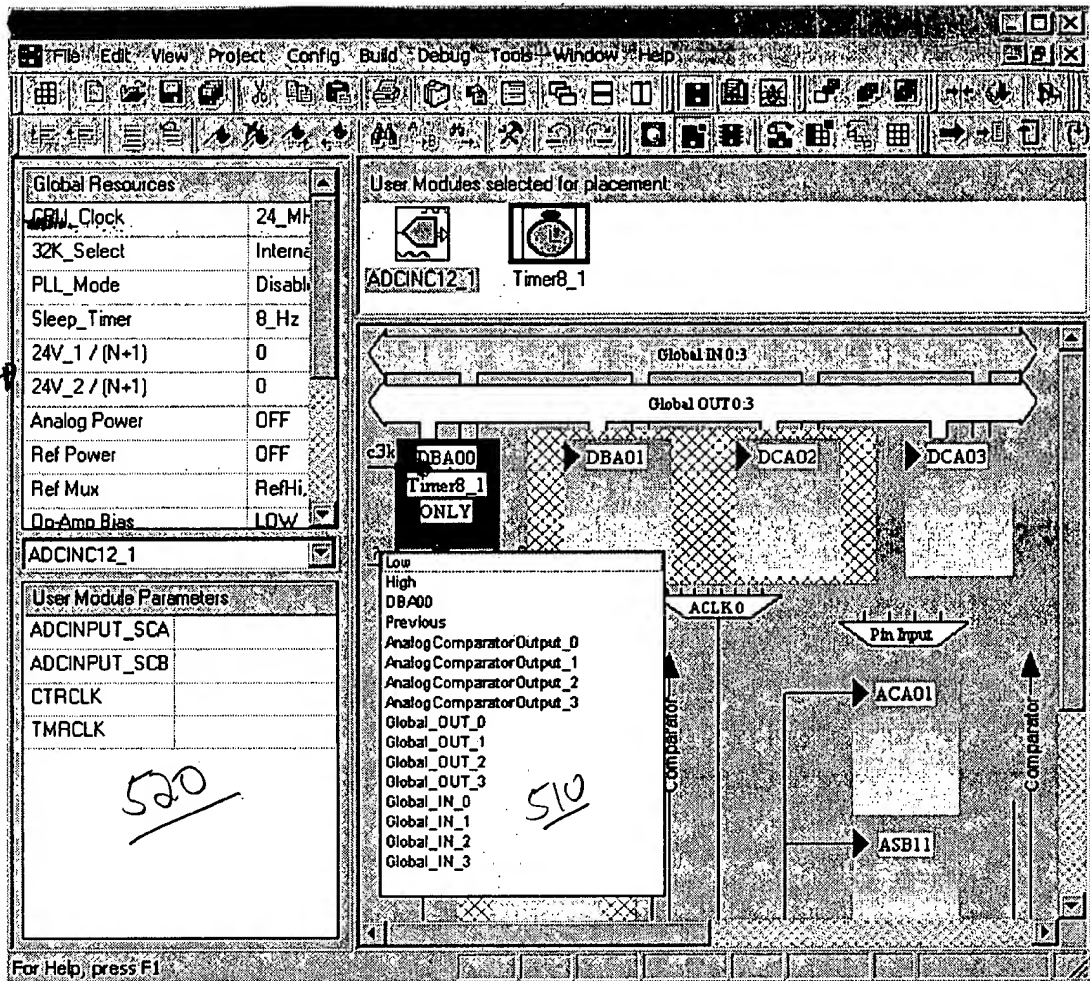 File Edit View Project Config Build Debug Tools Window Help
Global Resources
CPU_Clock 24_MH
32K_Select Interna
PLL_Mode Disabl
Sleep_Timer 8_Hz
24V_1 / (N+1) 0
24V_2 / (N+1) 0
Analog Power OFF
Ref Power OFF
Ref Mux RefHi.
Op-Amp Bias LOW
ADCINC12_1
User Module Parameters
ADCINPUT_SCA
ADCINPUT_SCB
CTRCLK
TMRCLK
520
User Modules selected for placement:
ADCINC12_1 Timer8_1
Global IN 0:3
Global OUT 0:3
c3k DBA00 DBA01 DCA02 DCA03
Timer8_1
ONLY
Low
High
DBA00
Previous
AnalogComparatorOutput_0
AnalogComparatorOutput_1
AnalogComparatorOutput_2
AnalogComparatorOutput_3
Global_OUT_0
Global_OUT_1
Global_OUT_2
Global_OUT_3
Global_IN_0
Global_IN_1
Global_IN_2
Global_IN_3
510
ACLK0
Pin Input
Comparator
ACA01
Comparator
ASB11
For Help, press F1